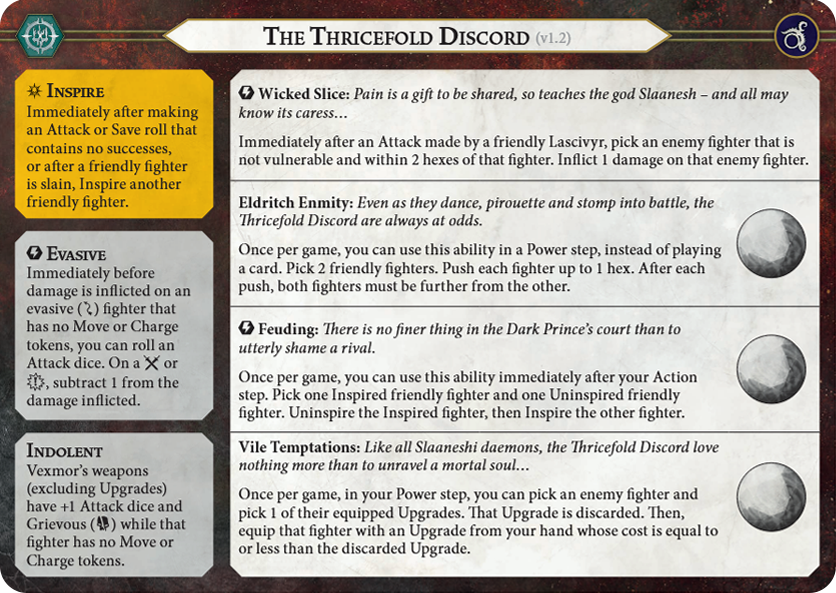 THE THRICEFOLD DISCORD (v1.2)
INSPIRE
Immediately after making
an Attack or Save roll that
contains no successes,
or after a friendly fighter
is slain, Inspire another
friendly fighter.
EVASIVE
Immediately before
damage is inflicted on an
evasive ( ) fighter that
has no Move or Charge
tokens, you can roll an
Attack dice. On a or
, subtract 1 from the
damage inflicted.
INDOLENT
Vexmor's weapons
(excluding Upgrades)
have +1 Attack dice and
Grievous ( ) while that
fighter has no Move or
Charge tokens.
Wicked Slice: Pain is a gift to be shared, so teaches the god Slaanesh – and all may
know its caress…
Immediately after an Attack made by a friendly Lascivyr, pick an enemy fighter that is
not vulnerable and within 2 hexes of that fighter. Inflict 1 damage on that enemy fighter.
Eldritch Enmity: Even as they dance, pirouette and stomp into battle, the
Thricefold Discord are always at odds.
Once per game, you can use this ability in a Power step, instead of playing
a card. Pick 2 friendly fighters. Push each fighter up to 1 hex. After each
push, both fighters must be further from the other.
Feuding: There is no finer thing in the Dark Prince's court than to
utterly shame a rival.
Once per game, you can use this ability immediately after your Action
step. Pick one Inspired friendly fighter and one Uninspired friendly
fighter. Uninspire the Inspired fighter, then Inspire the other fighter.
Vile Temptations: Like all Slaaneshi daemons, the Thricefold Discord love
nothing more than to unravel a mortal soul…
Once per game, in your Power step, you can pick an enemy fighter and
pick 1 of their equipped Upgrades. That Upgrade is discarded. Then,
equip that fighter with an Upgrade from your hand whose cost is equal to
or less than the discarded Upgrade.